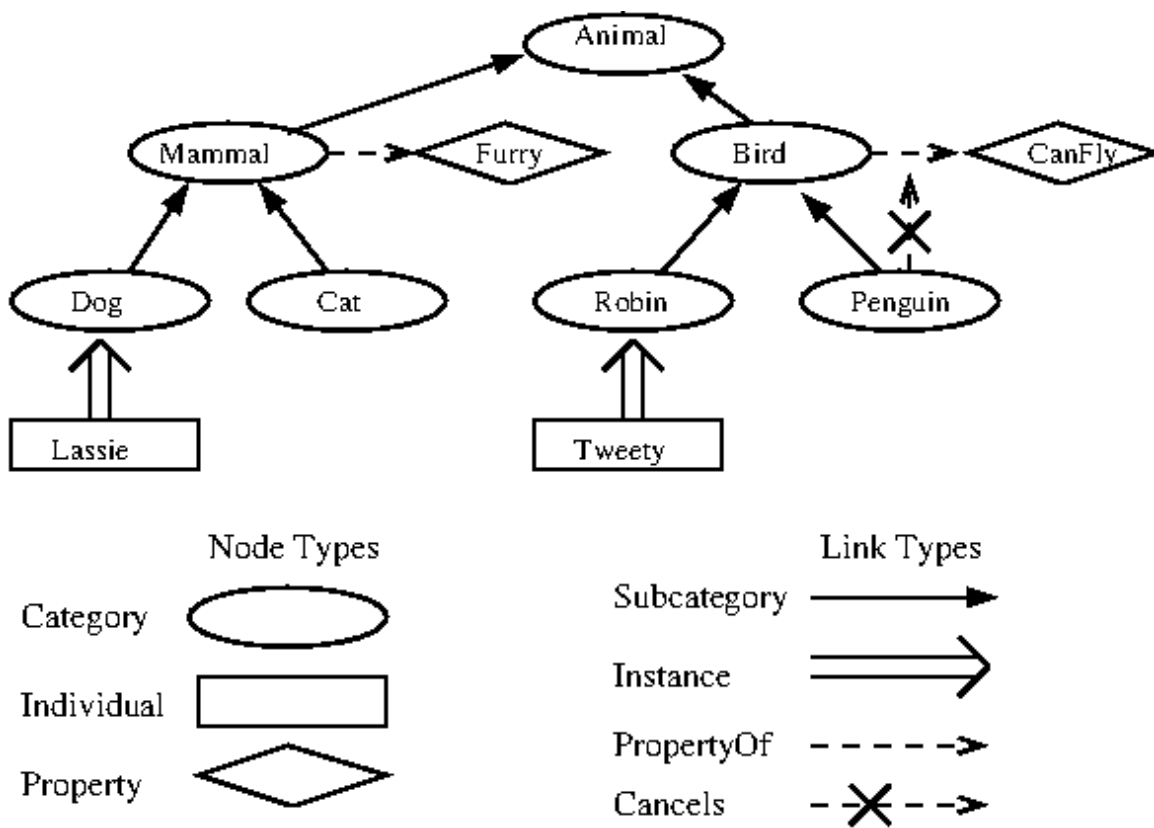 Animal
Mammal
Furry
Bird
CanFly
Dog
Cat
Robin
Penguin
Lassie
Tweety
Node Types
Category
Individual
Property
Link Types
Subcategory
Instance
PropertyOf
Cancels